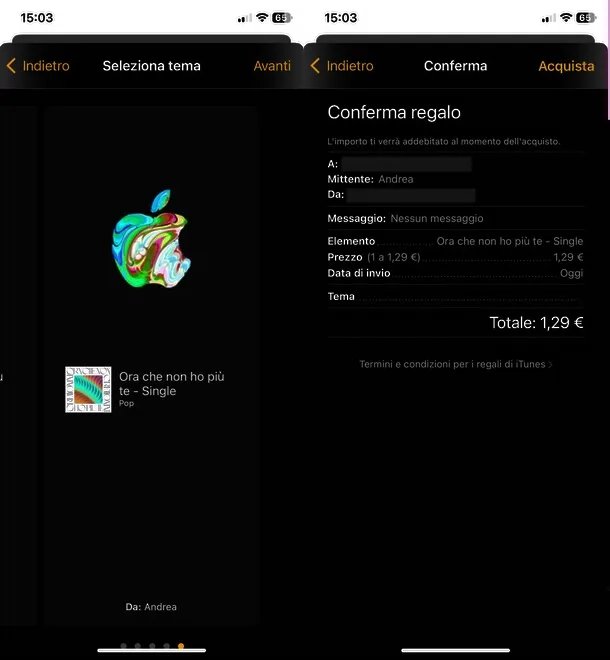 15:03
65
Indietro
Seleziona tema
Avanti
Ora che non ho più
te - Single
Pop
Da: Andrea
15:03
65
Indietro
Conferma
Acquista
Conferma regalo
L'importo ti verrà addebitato al momento dell'acquisto.
A:
Mittente: Andrea
Da:
Messaggio: Nessun messaggio
Elemento Ora che non ho più te - Single
Prezzo (1 a 1,29 €) 1,29 €
Data di invio Oggi
Tema
Totale: 1,29 €
Termini e condizioni per i regali di iTunes